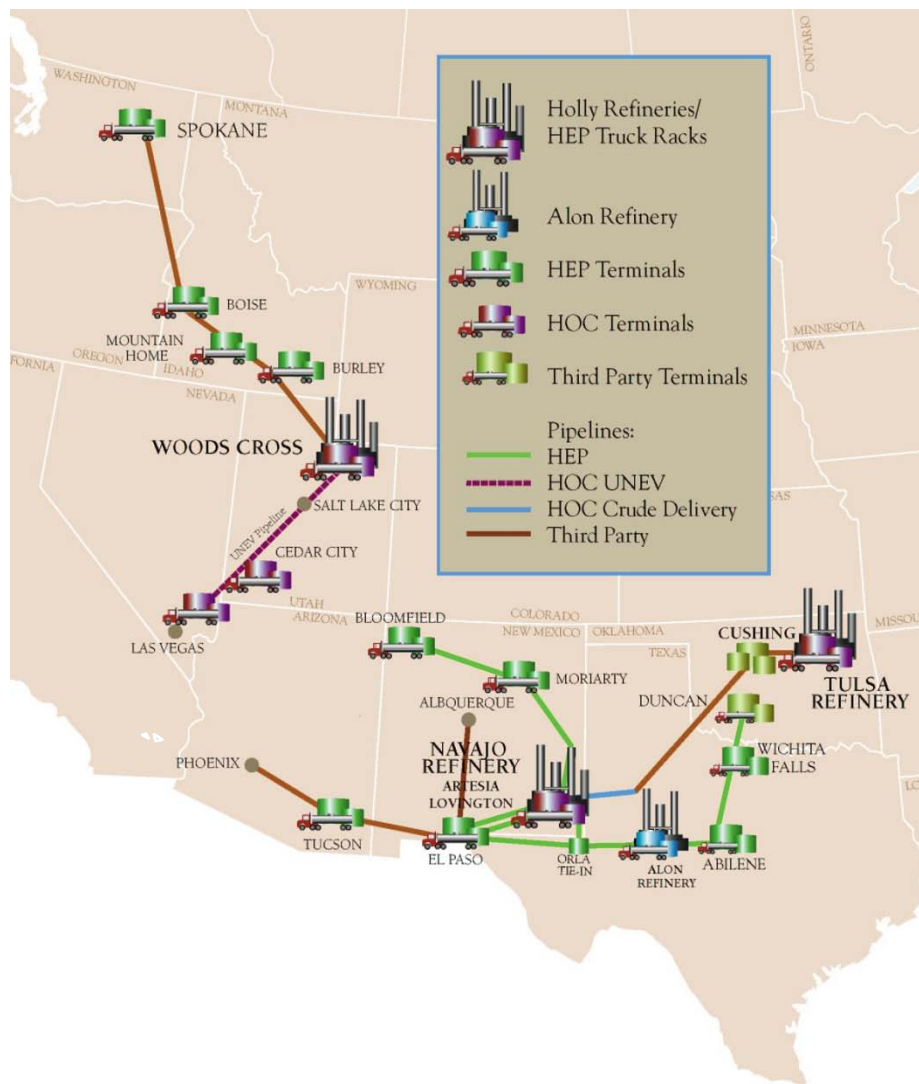 WASHINGTON
MONTANA
ONTARIO
SPOKANE
Holly Refineries/
HEP Truck Racks
Alon Refinery
HEP Terminals
HOC Terminals
Third Party Terminals
Pipelines:
HEP
HOC UNEV
HOC Crude Delivery
Third Party
WYOMING
BOISE
MOUNTAIN
HOME
BURLEY
MINNESOTA
IOWA
FORNIA
OREGON
IDAHO
NEVADA
WOODS CROSS
SALT LAKE CITY
UNEV Pipeline
CEDAR CITY
SAS
UTAH
ARIZONA
LAS VEGAS
BLOOMFIELD
COLORADO
NEW MEXICO
OKLAHOMA
TEXAS
MISSOU
CUSHING
TULSA
REFINERY
MORIARTY
DUNCAN
ALBUQUERQUE
NAVAJO
REFINERY
ARTESIA
LOVINGTON
WICHITA
FALLS
PHOENIX
LO
TUCSON
EL PASO
ORLA
TIE-IN
ALON
REFINERY
ABILENE